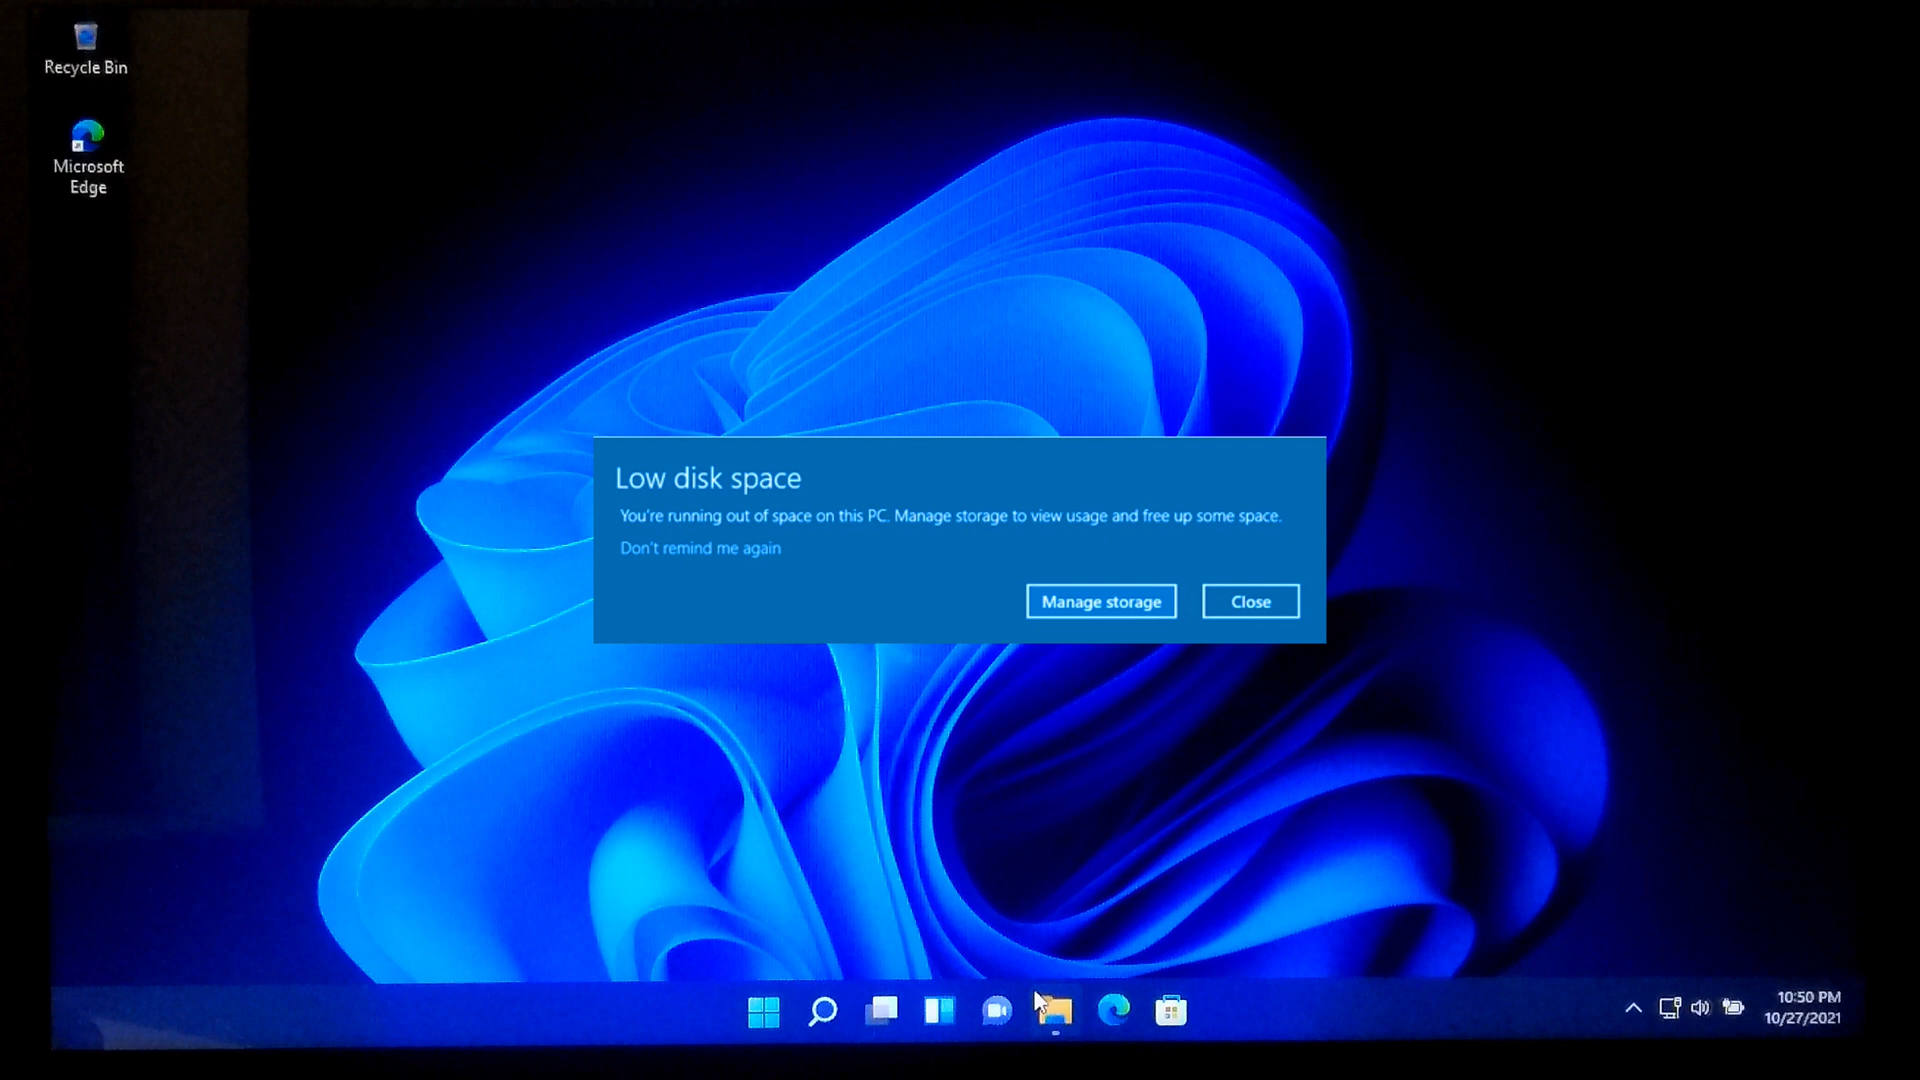 Recycle Bin
Microsoft
Edge
Low disk space
You're running out of space on this PC. Manage storage to view usage and free up some space.
Don't remind me again
Manage storage
Close
10:50 PM
10/27/2021